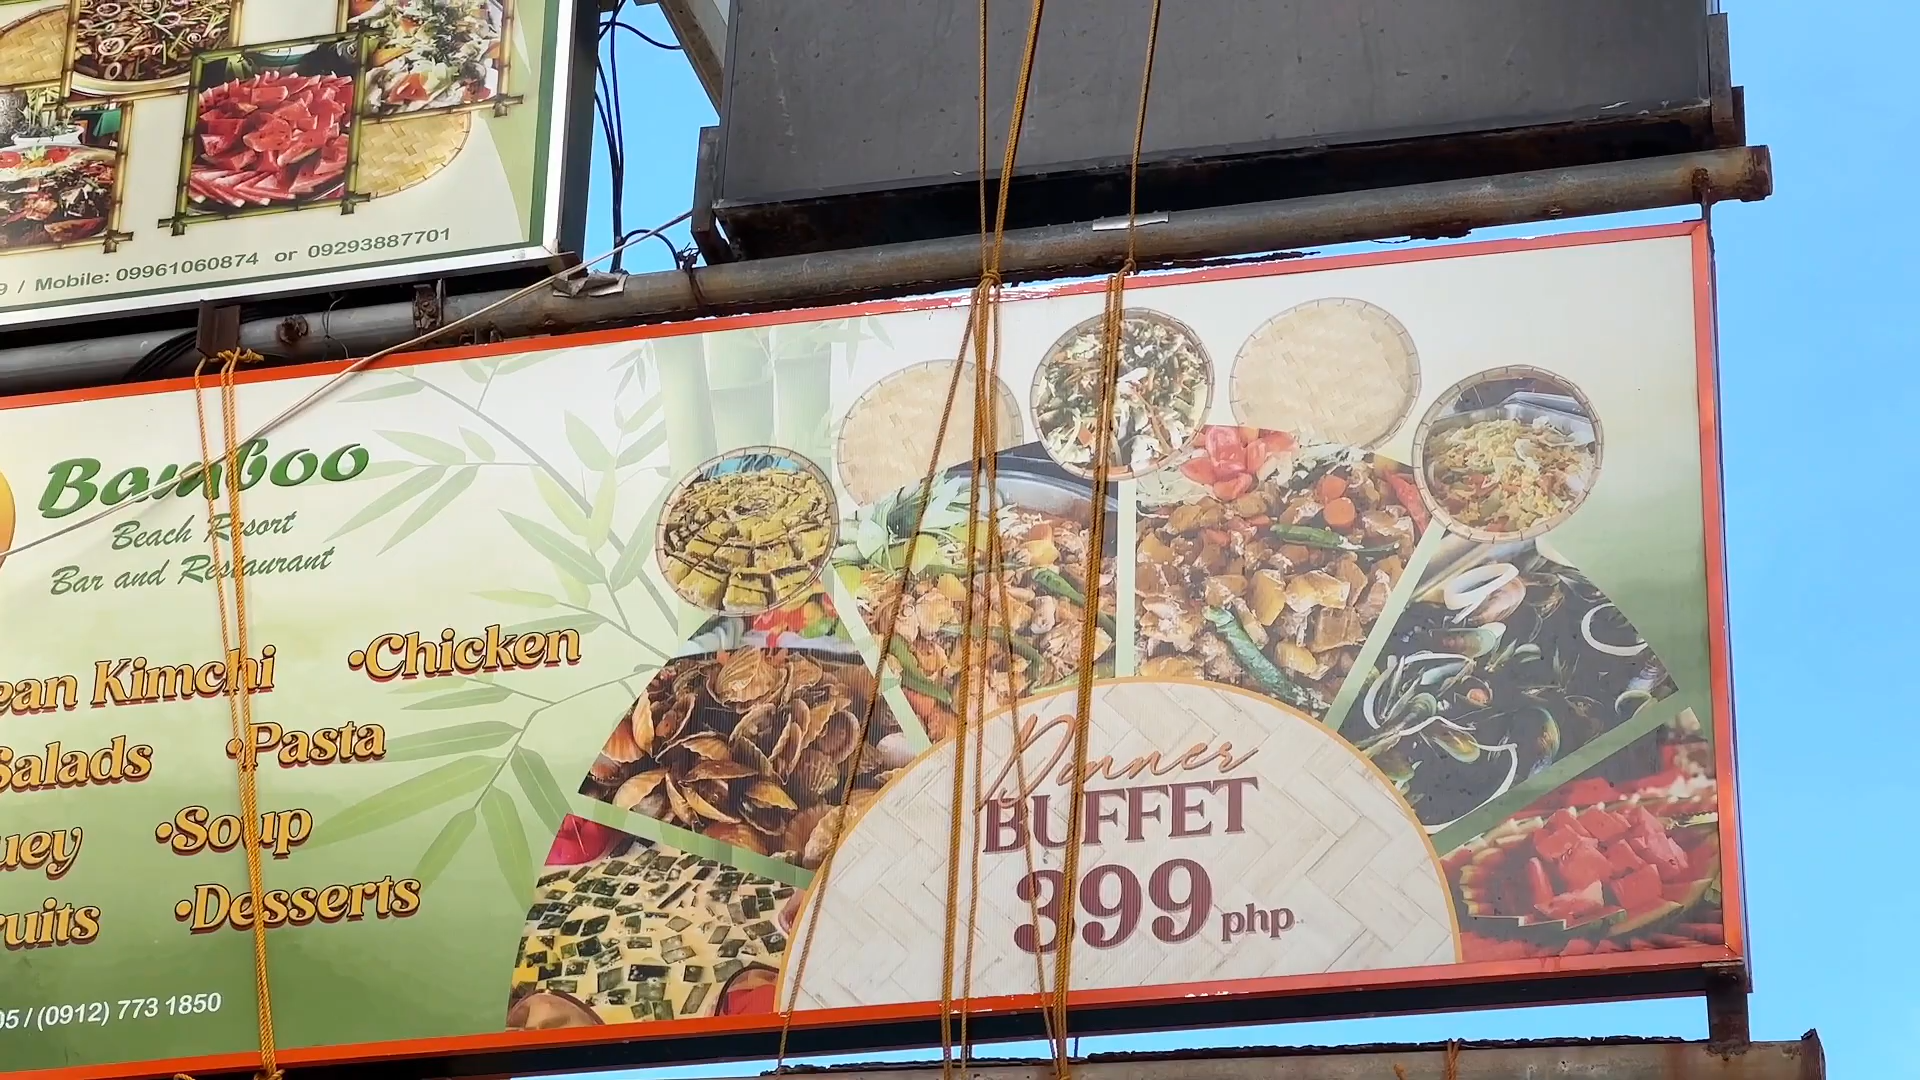 9 / Mobile: 09961060874 or 09293887701
Bamboo
Beach Resort
Bar and Restaurant
ean Kimchi •Chicken
Salads •Pasta
uey •Soup
ruits •Desserts
05 / (0912) 773 1850
Dinner
BUFFET
399 php